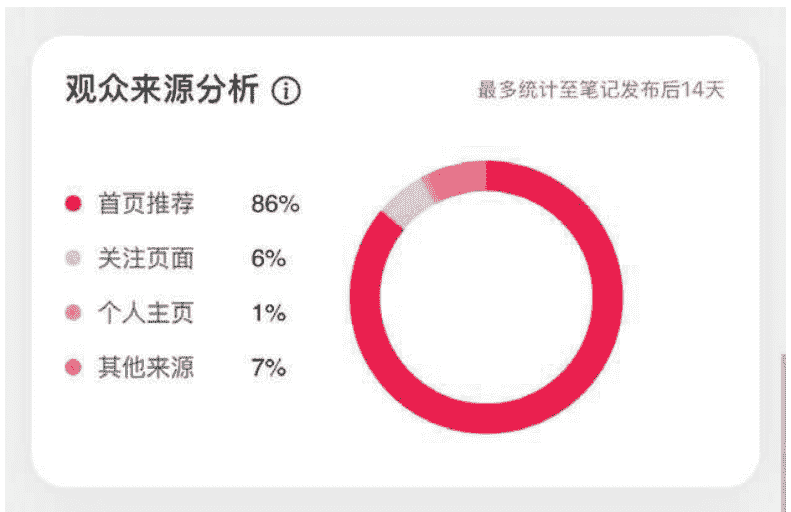 观众来源分析
最多统计至笔记发布后14天
首页推荐 86%
关注页面 6%
个人主页 1%
其他来源 7%